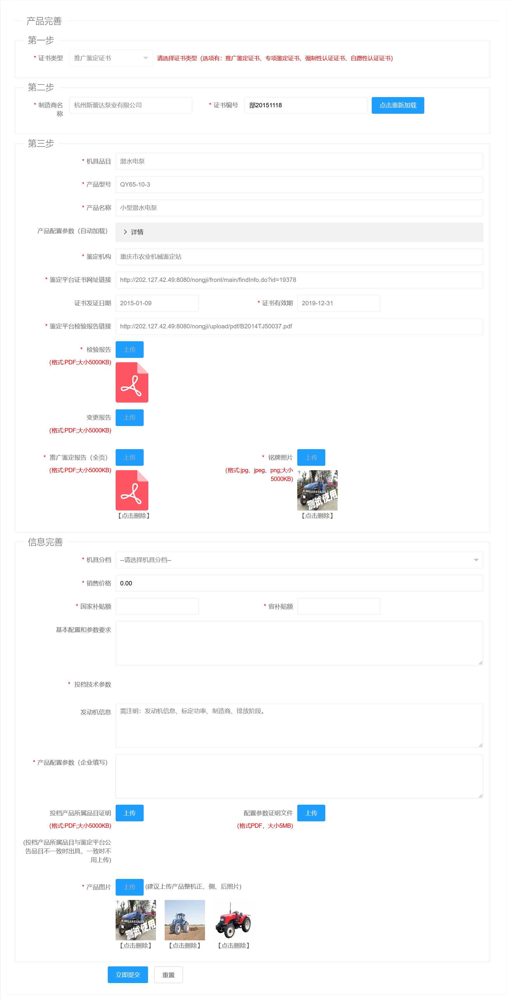 产品完善
第一步
* 证书类型 推广鉴定证书 请选择证书类型（选项有：推广鉴定证书、专项鉴定证书、强制性认证证书、自愿性认证证书）
第二步
* 制造商名称 杭州斯蕾达泵业有限公司 * 证书编号 部20151118 点击重新加载
第三步
* 机具品目 潜水电泵
* 产品型号 QY65-10-3
* 产品名称 小型潜水电泵
产品配置参数（自动加载） 详情
* 鉴定机构 重庆市农业机械鉴定站
* 鉴定平台证书网址链接 http://202.127.42.49:8080/nongji/front/main/findInfo.do?id=19378
证书发证日期 2015-01-09 * 证书有效期 2019-12-31
* 鉴定平台检验报告链接 http://202.127.42.49:8080/nongji/upload/pdf/B2014TJ50037.pdf
* 检验报告 上传
(格式:PDF;大小5000KB)
变更报告 上传
(格式:PDF;大小5000KB)
* 推广鉴定报告（全页） 上传 * 铭牌照片 上传
(格式:PDF;大小5000KB) (格式:jpg、jpeg、png;大小
5000KB)
农机购置补贴专用
测试使用
【点击删除】 【点击删除】
信息完善
* 机具分档 --请选择机具分档--
* 销售价格 0.00
* 国家补贴额 * 省补贴额
基本配置和参数要求
* 投档技术参数
发动机信息 需注明：发动机信息、标定功率、制造商、排放阶段。
* 产品配置参数（企业填写）
投档产品所属品目证明 上传 配置参数证明文件 上传
(格式:PDF;大小5000KB) (格式PDF，大小5MB)
(投档产品所属品目与鉴定平台公
告品目不一致时出具，一致时不
用上传)
* 产品图片 上传 (建议上传产品整机正、侧、后照片)
测试使用
【点击删除】 【点击删除】 【点击删除】
立即提交 重置